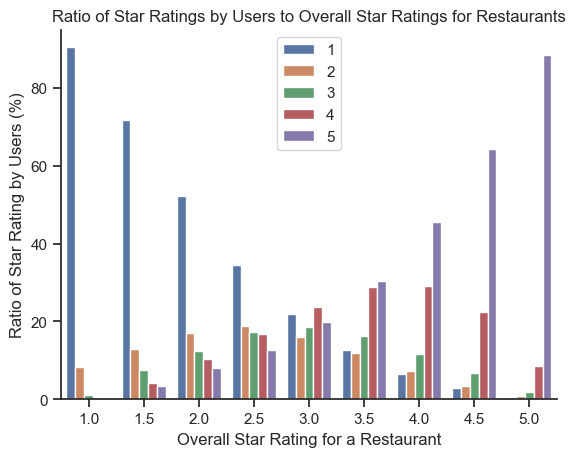 Ratio of Star Ratings by Users to Overall Star Ratings for Restaurants
1
2
3
4
5
Ratio of Star Rating by Users (%)
80
60
40
20
0
1.0 1.5 2.0 2.5 3.0 3.5 4.0 4.5 5.0
Overall Star Rating for a Restaurant